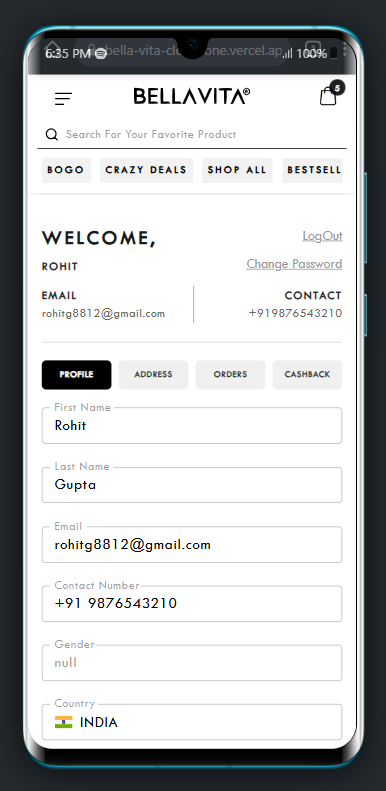 6:35 PM
bella-vita-clo
one.vercel.ap
100%
BELLAVITA®
5
Search For Your Favorite Product
BOGO CRAZY DEALS SHOP ALL BESTSELL
WELCOME, LogOut
ROHIT Change Password
EMAIL CONTACT
rohitg8812@gmail.com +919876543210
PROFILE ADDRESS ORDERS CASHBACK
First Name
Rohit
Last Name
Gupta
Email
rohitg8812@gmail.com
Contact Number
+91 9876543210
Gender
null
Country
INDIA